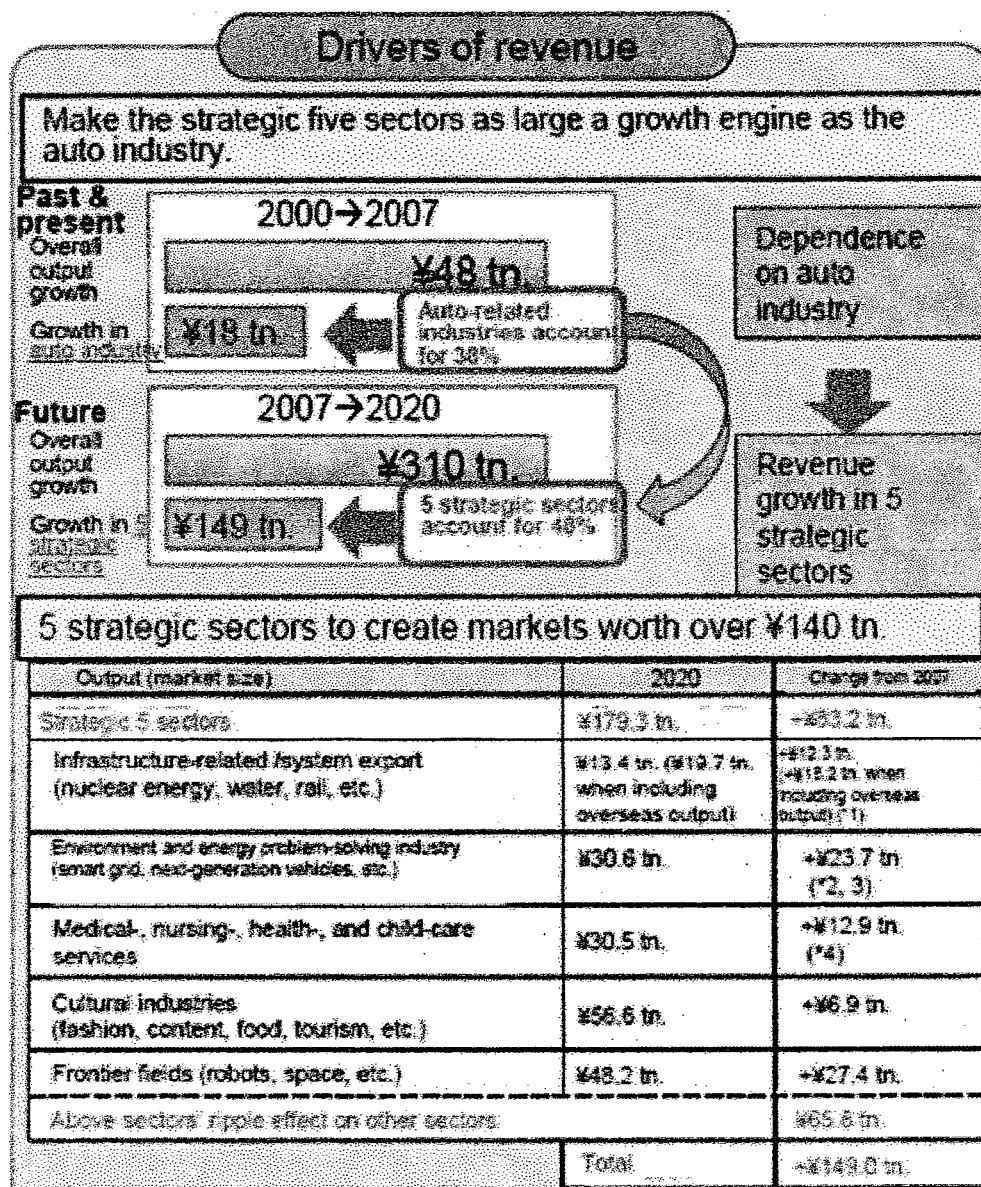 Drivers of revenue
Make the strategic five sectors as large a growth engine as the
auto industry.
Past &
present
2000→2007
Overall
output
growth
¥48 tn.
Growth in
auto industry
¥18 tn.
Auto-related
industries account
for 38%
Dependence
on auto
industry
Future
2007→2020
Overall
output
growth
¥310 tn.
Growth in 5
strategic
sectors
¥149 tn.
5 strategic sectors
account for 48%
Revenue
growth in 5
strategic
sectors
5 strategic sectors to create markets worth over ¥140 tn.
Output (market size)
2020
Change from 2007
Strategic 5 sectors
¥179.3 tn.
+¥83.2 tn.
Infrastructure-related /system export
(nuclear energy, water, rail, etc.)
¥13.4 tn. (¥19.7 tn.
when including
overseas output)
+¥12.3 tn.
(+¥18.2 tn. when
including overseas
output) (*1)
Environment and energy problem-solving industry
(smart grid, next-generation vehicles, etc.)
¥30.6 tn.
+¥23.7 tn
(*2, 3)
Medical-, nursing-, health-, and child-care
services
¥30.5 tn.
+¥12.9 tn.
(*4)
Cultural industries
(fashion, content, food, tourism, etc.)
¥56.6 tn.
+¥6.9 tn.
Frontier fields (robots, space, etc.)
¥48.2 tn.
+¥27.4 tn.
Above sectors' ripple effect on other sectors
¥65.8 tn.
Total
+¥149.0 tn.